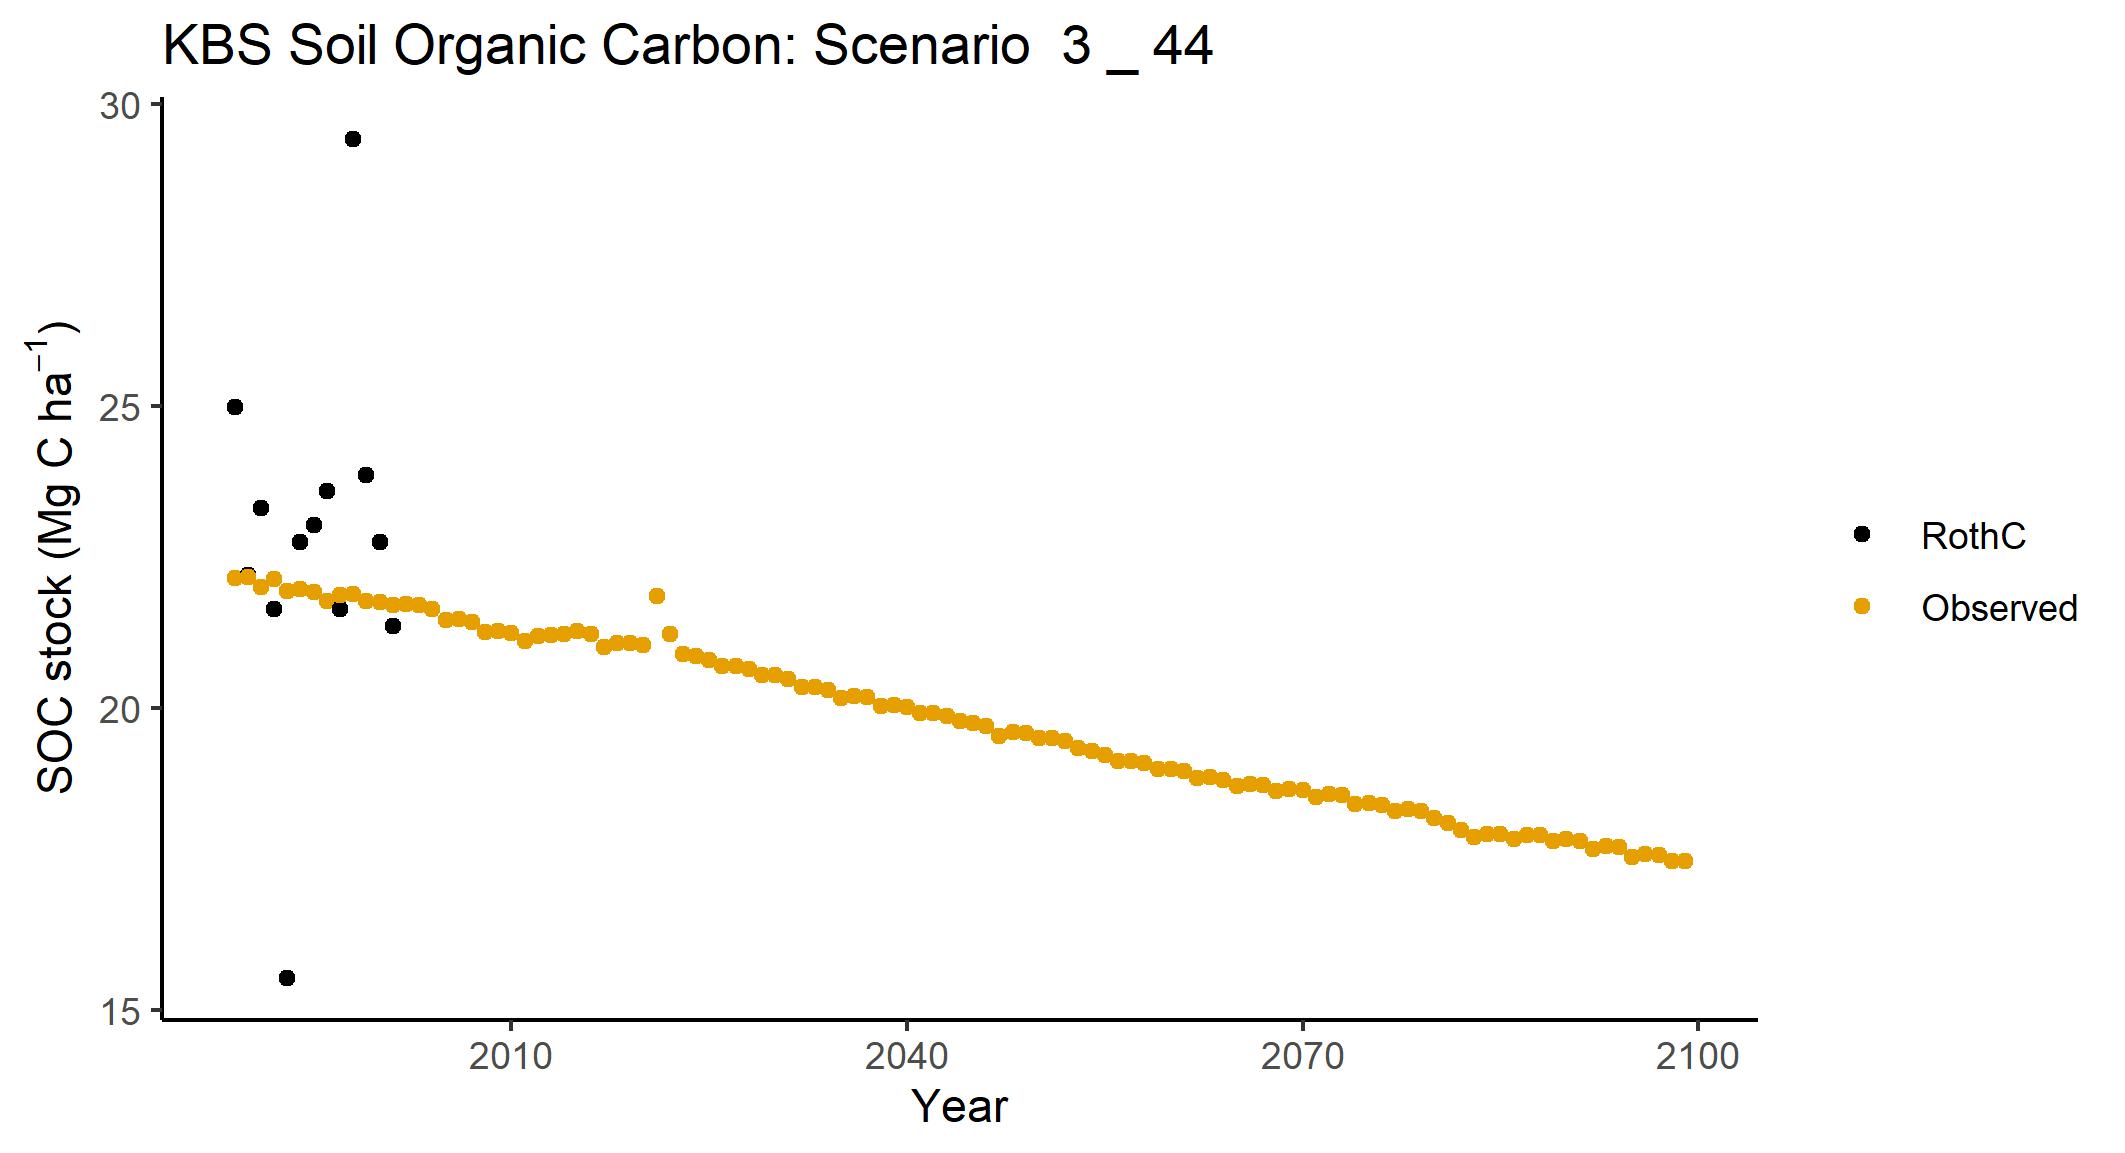 KBS Soil Organic Carbon: Scenario  3 _ 44
SOC stock (Mg C ha⁻¹)
30
25
20
15
2010
2040
2070
2100
Year
RothC
Observed